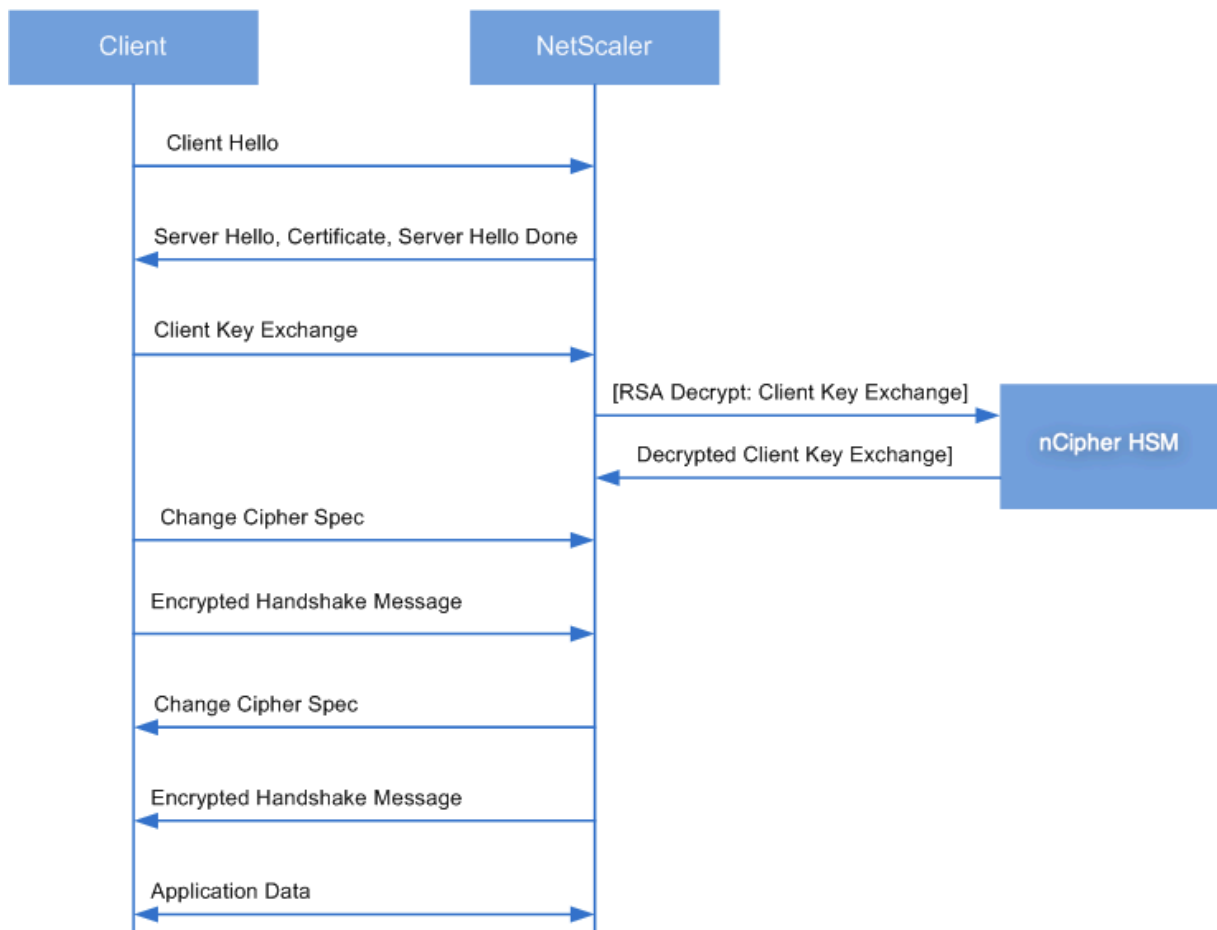 Client
NetScaler
Client Hello
Server Hello, Certificate, Server Hello Done
Client Key Exchange
[RSA Decrypt: Client Key Exchange]
nCipher HSM
Decrypted Client Key Exchange]
Change Cipher Spec
Encrypted Handshake Message
Change Cipher Spec
Encrypted Handshake Message
Application Data